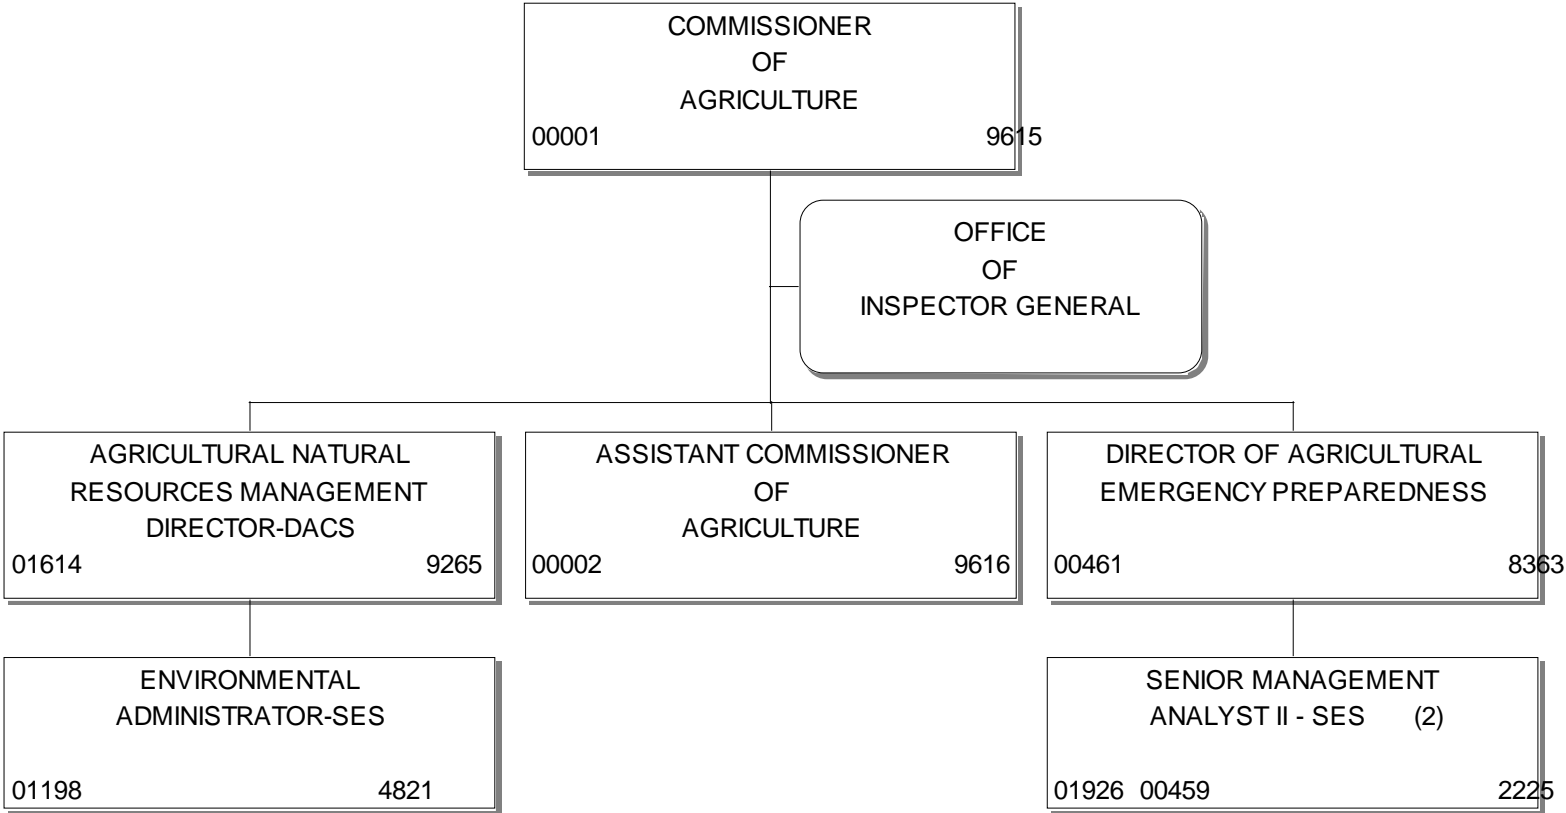 COMMISSIONER
OF
AGRICULTURE
00001 9615
OFFICE
OF
INSPECTOR GENERAL
AGRICULTURAL NATURAL
RESOURCES MANAGEMENT
DIRECTOR-DACS
01614 9265
ASSISTANT COMMISSIONER
OF
AGRICULTURE
00002 9616
DIRECTOR OF AGRICULTURAL
EMERGENCY PREPAREDNESS
00461 8363
ENVIRONMENTAL
ADMINISTRATOR-SES
01198 4821
SENIOR MANAGEMENT
ANALYST II - SES (2)
01926 00459 2225